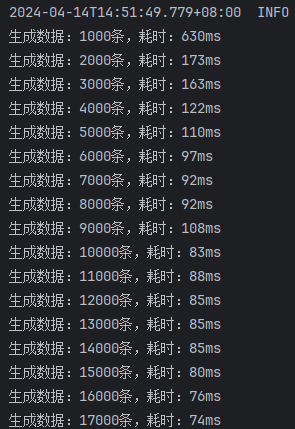 2024-04-14T14:51:49.779+08:00  INFO
生成数据：1000条，耗时：630ms
生成数据：2000条，耗时：173ms
生成数据：3000条，耗时：163ms
生成数据：4000条，耗时：122ms
生成数据：5000条，耗时：110ms
生成数据：6000条，耗时：97ms
生成数据：7000条，耗时：92ms
生成数据：8000条，耗时：92ms
生成数据：9000条，耗时：108ms
生成数据：10000条，耗时：83ms
生成数据：11000条，耗时：88ms
生成数据：12000条，耗时：85ms
生成数据：13000条，耗时：85ms
生成数据：14000条，耗时：85ms
生成数据：15000条，耗时：80ms
生成数据：16000条，耗时：76ms
生成数据：17000条，耗时：74ms